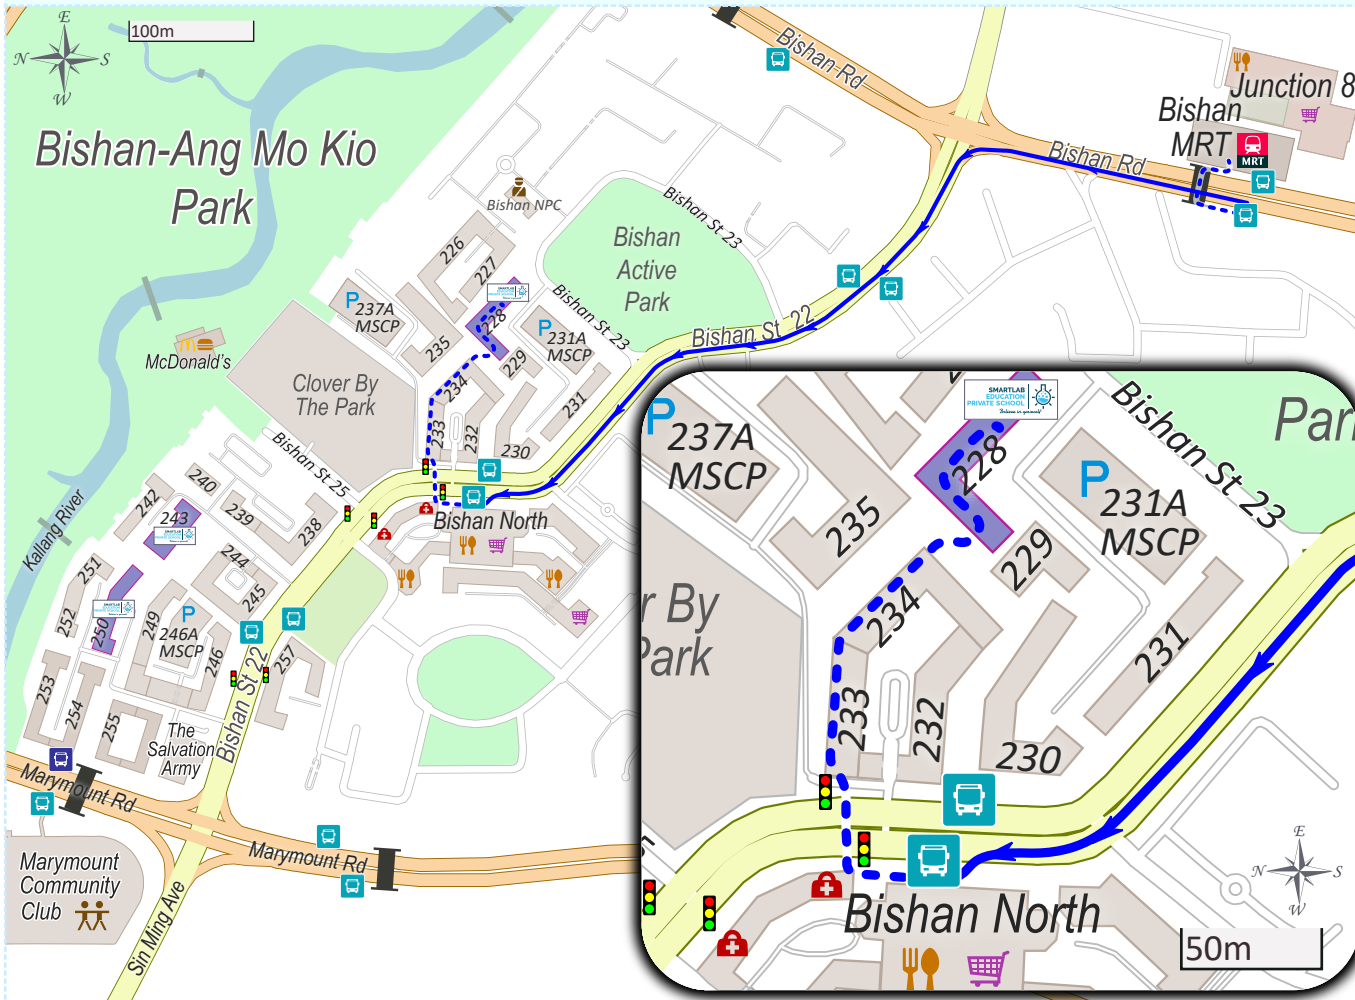 E
N
S
W
100m
Bishan-Ang Mo Kio
Park
Bishan Rd
Junction 8
Bishan
MRT
MRT
Bishan Rd
Bishan NPC
Bishan St 23
Bishan
Active
Park
226
227
228
P
237A
MSCP
235
Bishan St 23
P
231A
MSCP
229
234
231
233
232
230
Bishan St 22
McDonald's
Clover By
The Park
Bishan St 25
Bishan North
Kallang River
242
240
243
239
238
244
245
251
252
250
249
P
246A
MSCP
246
257
253
254
255
The
Salvation
Army
Bishan St 22
Marymount Rd
Marymount Rd
Marymount
Community
Club
Sin Ming Ave
SMARTLAB
EDUCATION
PRIVATE SCHOOL
Believe in yourself
P
237A
MSCP
228
235
P
231A
MSCP
Bishan St 23
Par
229
234
r By
Park
231
233
232
230
Bishan North
E
N
S
W
50m